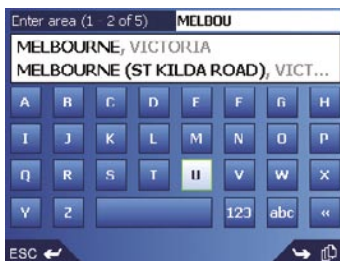 Enter area (1 - 2 of 5) MELBOU
MELBOURNE, VICTORIA
MELBOURNE (ST KILDA ROAD), VICT...
A B C D E F G H
I J K L M N O P
Q R S T U V W X
Y Z 123 abc «
ESC